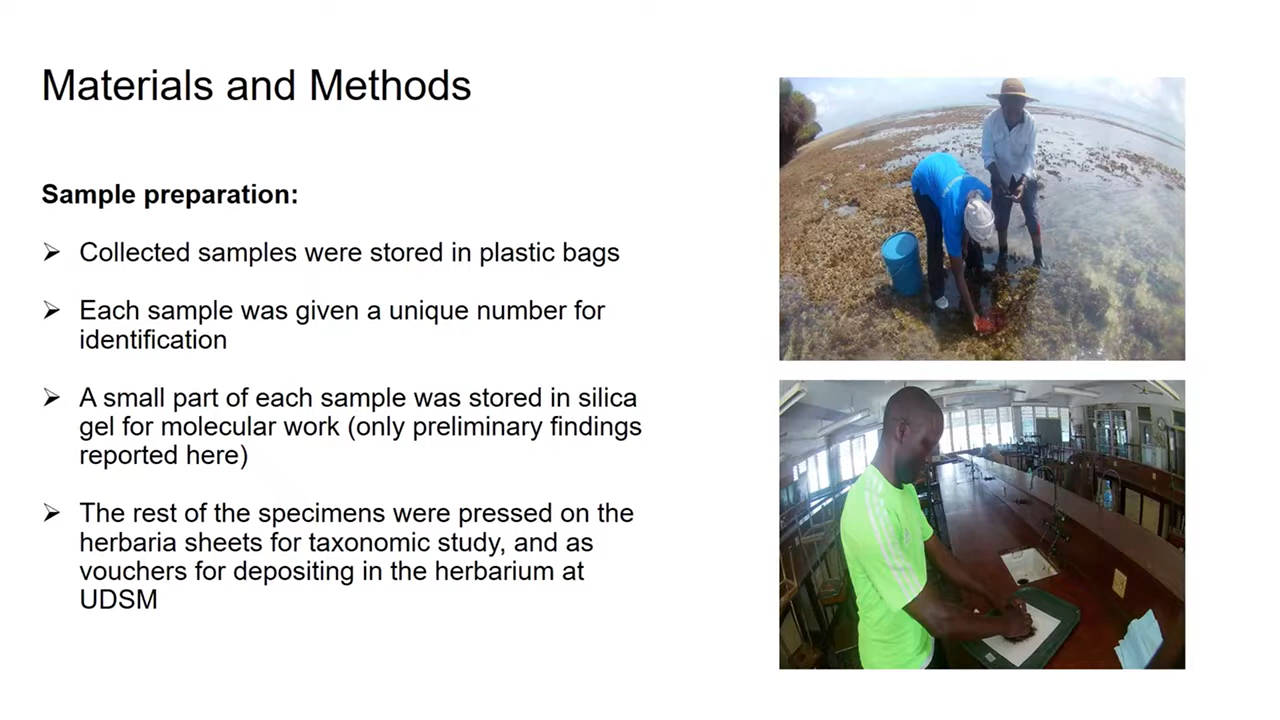 Materials and Methods
Sample preparation:
➢ Collected samples were stored in plastic bags
➢ Each sample was given a unique number for
identification
➢ A small part of each sample was stored in silica
gel for molecular work (only preliminary findings
reported here)
➢ The rest of the specimens were pressed on the
herbaria sheets for taxonomic study, and as
vouchers for depositing in the herbarium at
UDSM